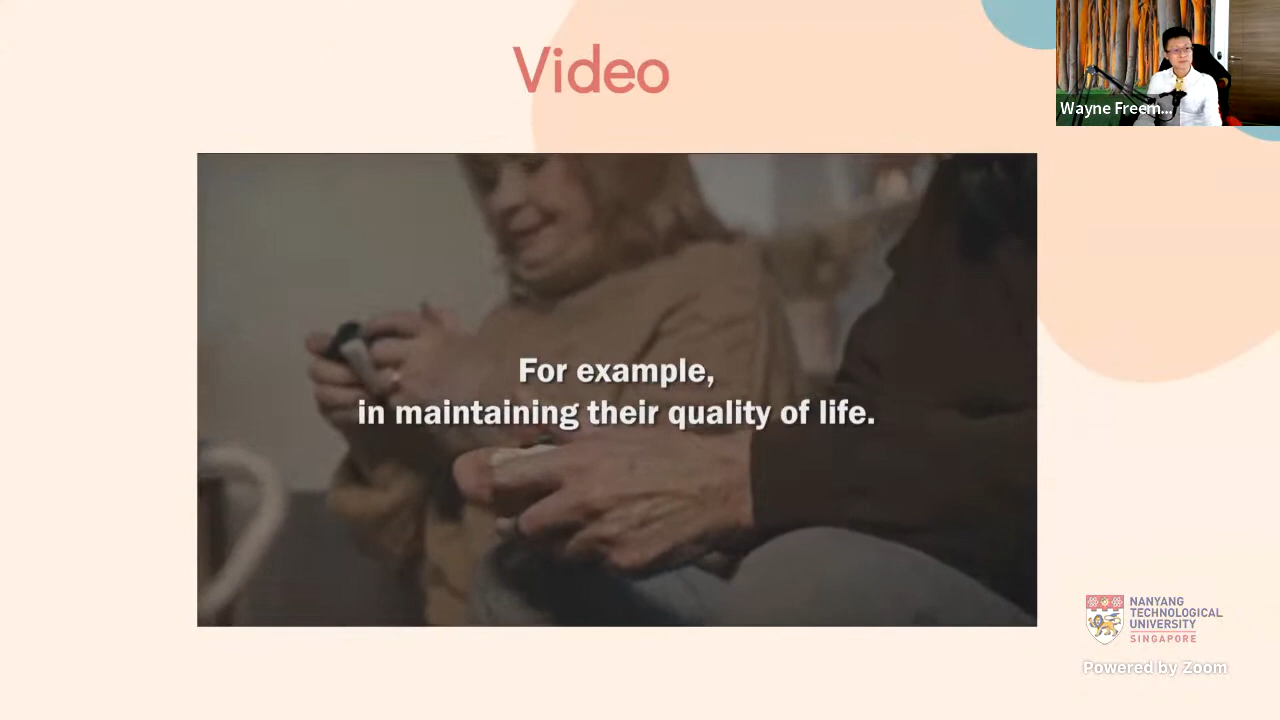 Video
Wayne Freem...
For example,
in maintaining their quality of life.
NANYANG
TECHNOLOGICAL
UNIVERSITY
SINGAPORE
Powered by Zoom